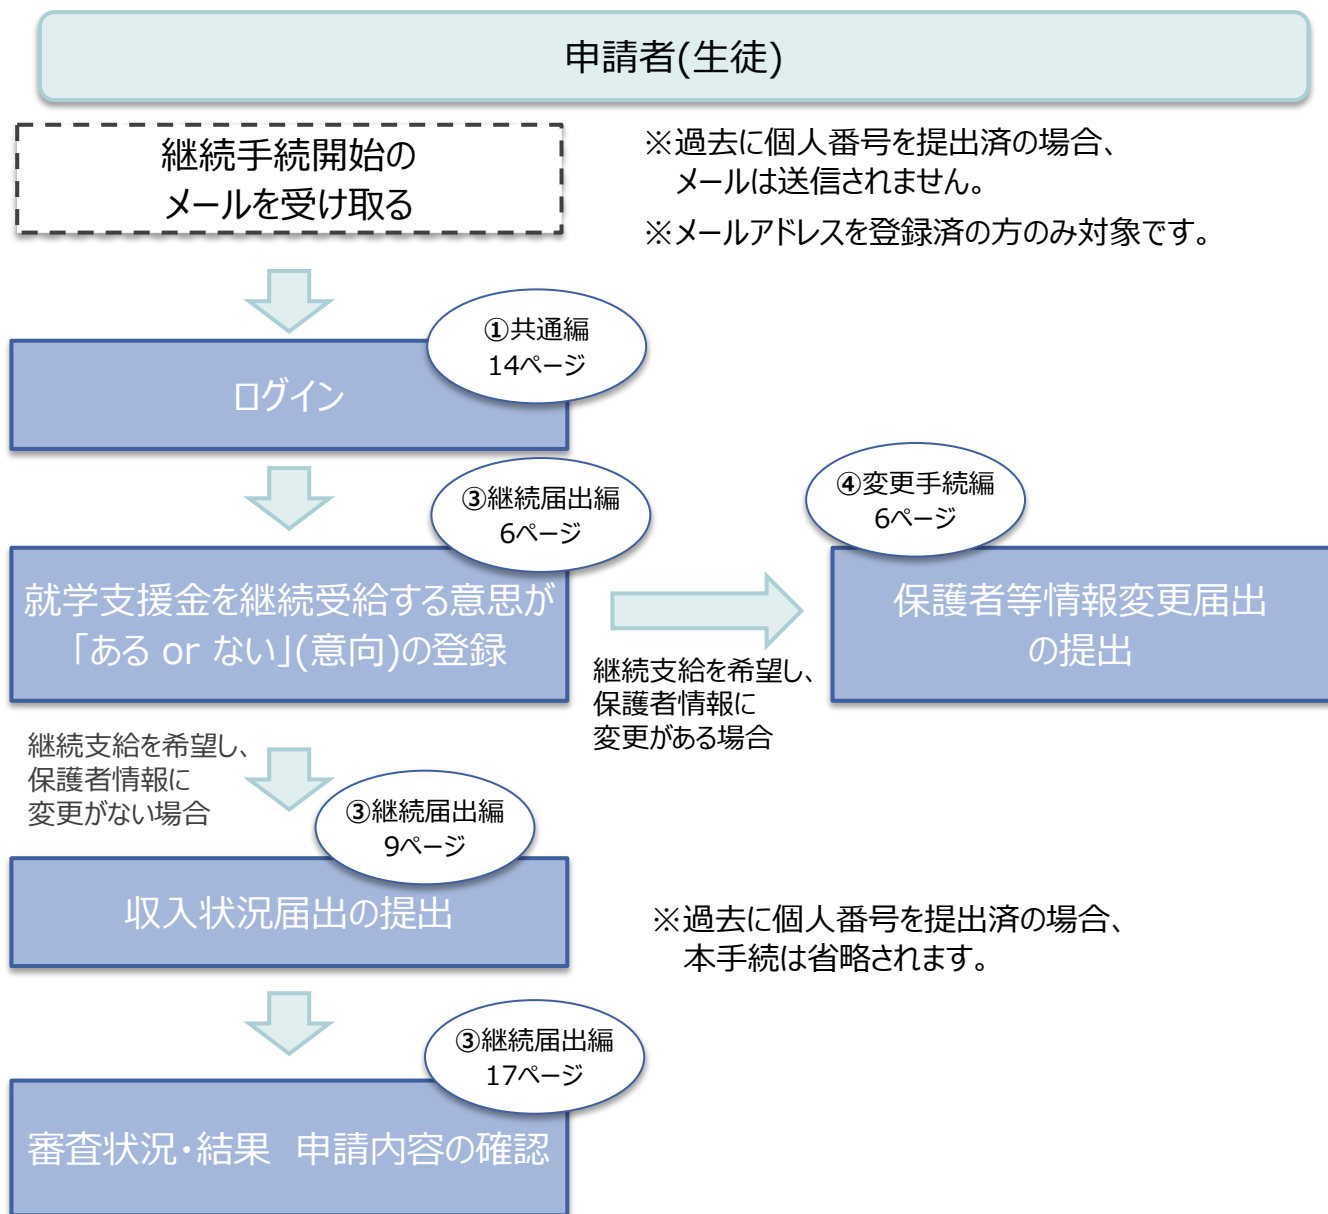 申請者(生徒)
継続手続開始の
メールを受け取る
※過去に個人番号を提出済の場合、
メールは送信されません。
※メールアドレスを登録済の方のみ対象です。
①共通編
14ページ
ログイン
③継続届出編
6ページ
④変更手続編
6ページ
就学支援金を継続受給する意思が
「ある or ない」(意向)の登録
保護者等情報変更届出
の提出
継続支給を希望し、
保護者情報に
変更がある場合
継続支給を希望し、
保護者情報に
変更がない場合
③継続届出編
9ページ
収入状況届出の提出
※過去に個人番号を提出済の場合、
本手続は省略されます。
③継続届出編
17ページ
審査状況・結果　申請内容の確認